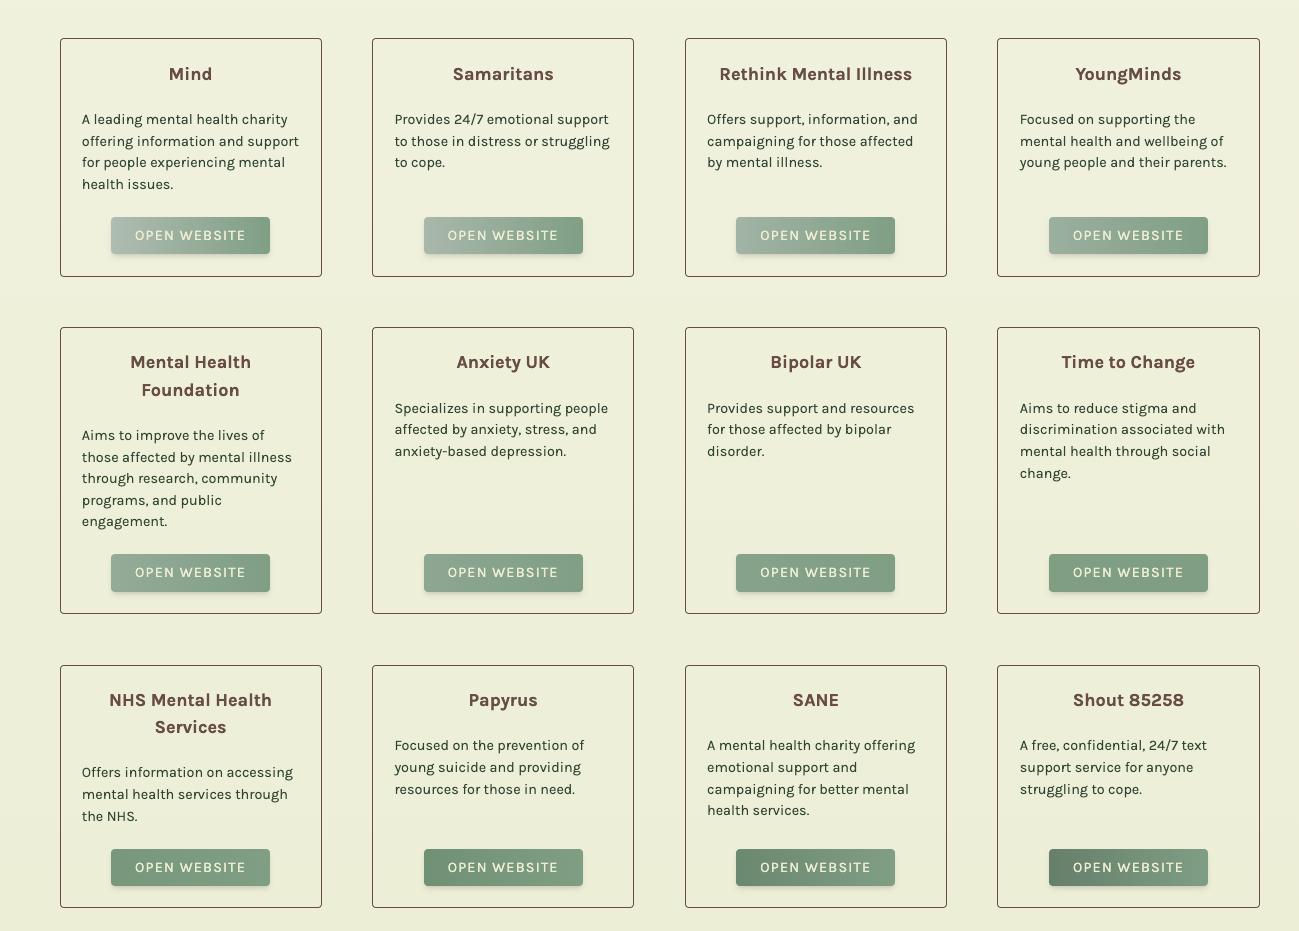 Mind
A leading mental health charity
offering information and support
for people experiencing mental
health issues.
OPEN WEBSITE
Samaritans
Provides 24/7 emotional support
to those in distress or struggling
to cope.
OPEN WEBSITE
Rethink Mental Illness
Offers support, information, and
campaigning for those affected
by mental illness.
OPEN WEBSITE
YoungMinds
Focused on supporting the
mental health and wellbeing of
young people and their parents.
OPEN WEBSITE
Mental Health
Foundation
Aims to improve the lives of
those affected by mental illness
through research, community
programs, and public
engagement.
OPEN WEBSITE
Anxiety UK
Specializes in supporting people
affected by anxiety, stress, and
anxiety-based depression.
OPEN WEBSITE
Bipolar UK
Provides support and resources
for those affected by bipolar
disorder.
OPEN WEBSITE
Time to Change
Aims to reduce stigma and
discrimination associated with
mental health through social
change.
OPEN WEBSITE
NHS Mental Health
Services
Offers information on accessing
mental health services through
the NHS.
OPEN WEBSITE
Papyrus
Focused on the prevention of
young suicide and providing
resources for those in need.
OPEN WEBSITE
SANE
A mental health charity offering
emotional support and
campaigning for better mental
health services.
OPEN WEBSITE
Shout 85258
A free, confidential, 24/7 text
support service for anyone
struggling to cope.
OPEN WEBSITE